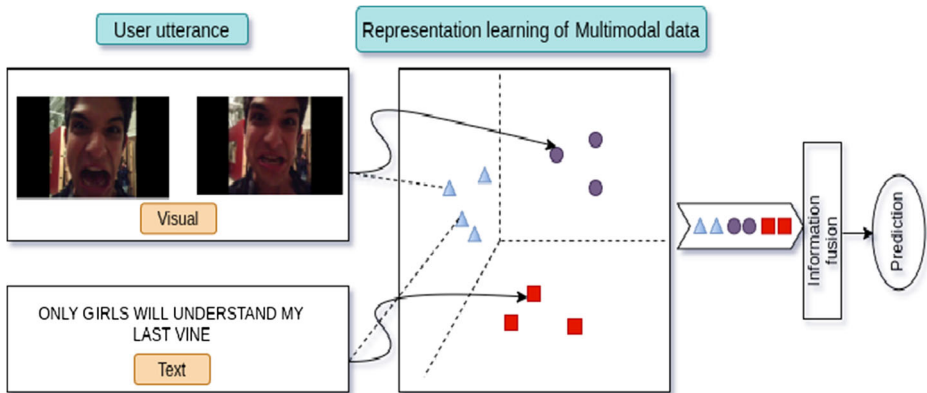 User utterance
Representation learning of Multimodal data
Visual
ONLY GIRLS WILL UNDERSTAND MY
LAST VINE
Text
Information
fusion
Prediction